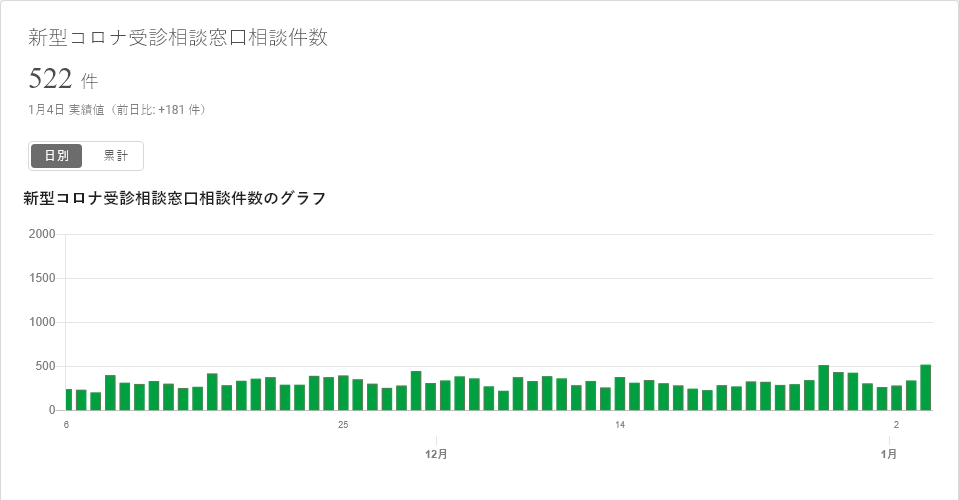 新型コロナ受診相談窓口相談件数
522 件
1月4日 実績値（前日比: +181 件）
日別 累計
新型コロナ受診相談窓口相談件数のグラフ
2000
1500
1000
500
0
6 25 14 2
12月 1月